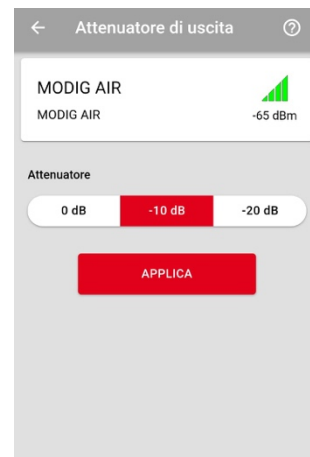 Attenuatore di uscita
MODIG AIR
MODIG AIR
-65 dBm
Attenuatore
0 dB
-10 dB
-20 dB
APPLICA